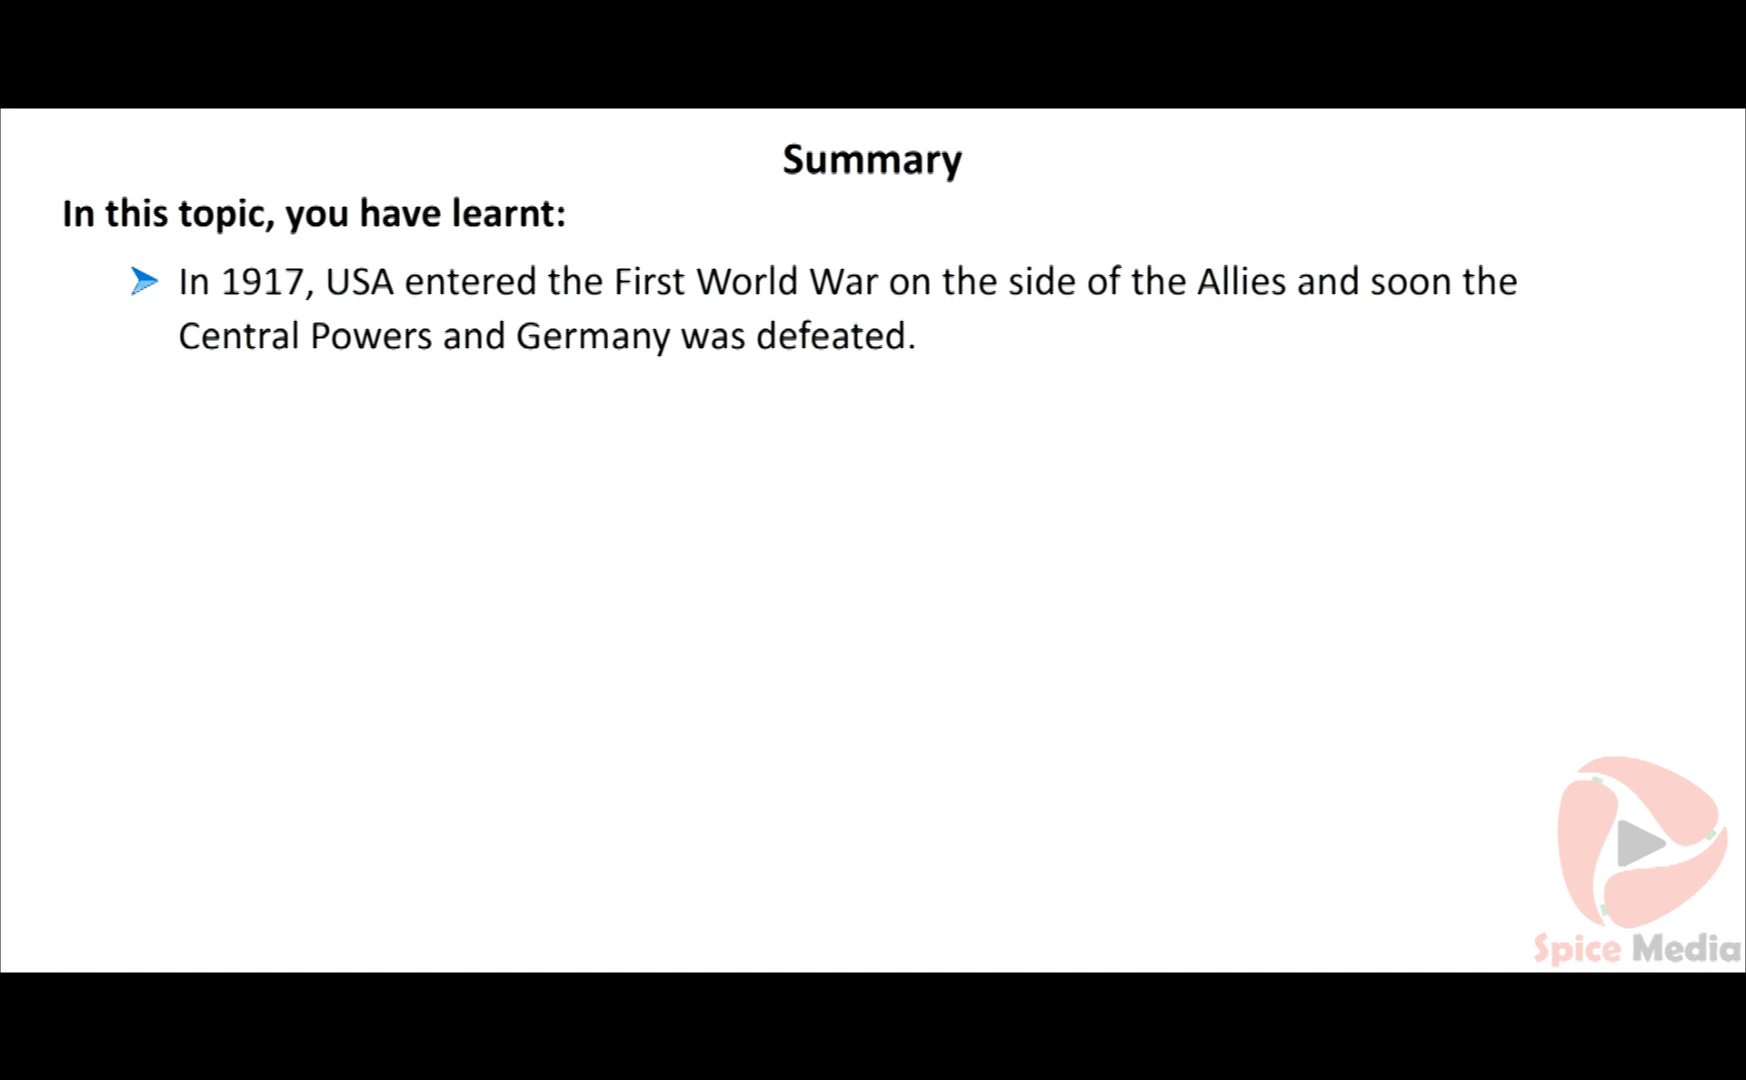 Summary
In this topic, you have learnt:
In 1917, USA entered the First World War on the side of the Allies and soon the
Central Powers and Germany was defeated.
Spice Media